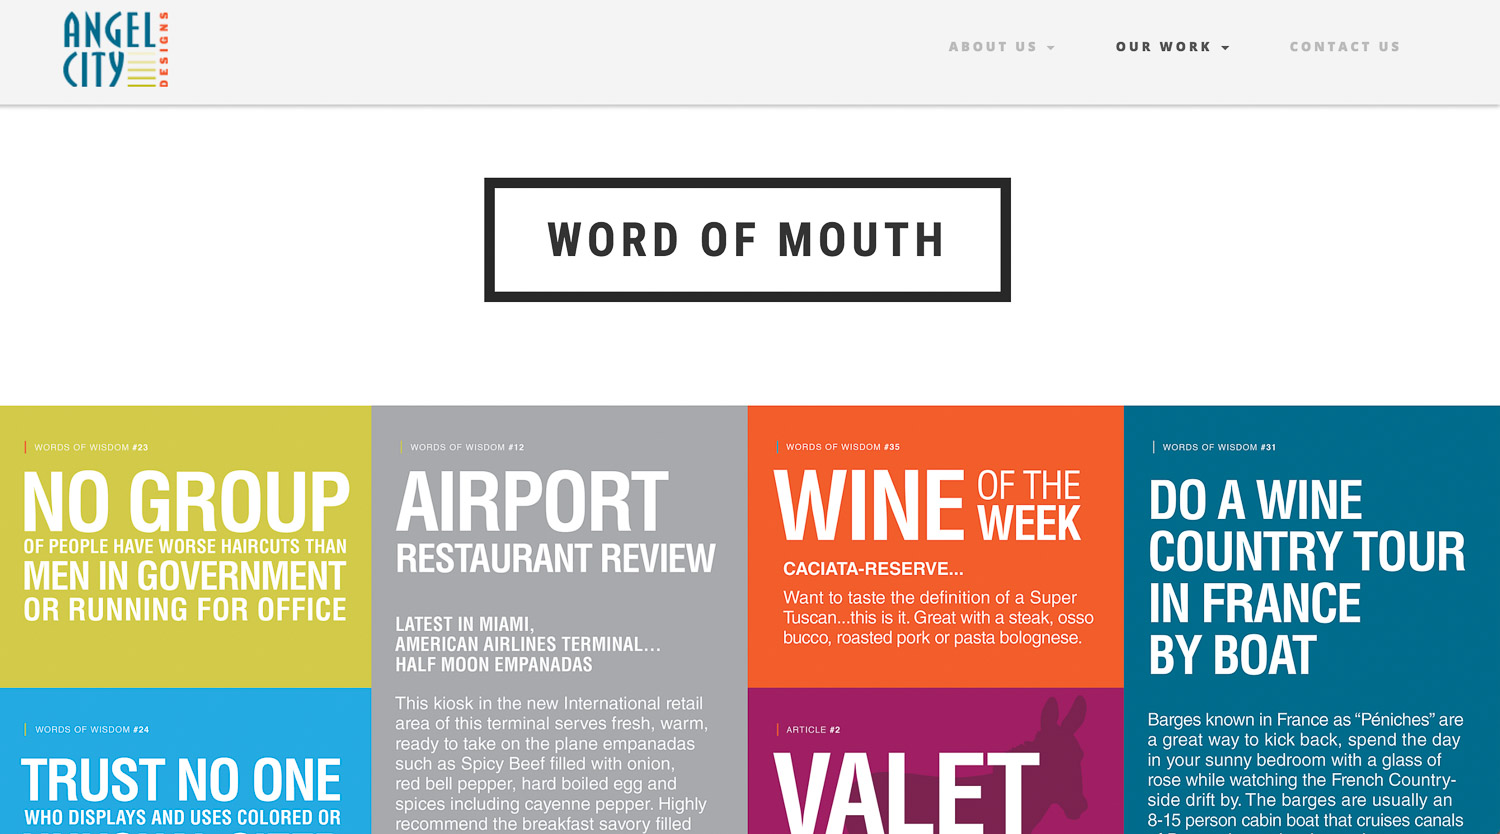 ANGEL
CITY
DESIGNS
ABOUT US
OUR WORK
CONTACT US
WORD OF MOUTH
WORDS OF WISDOM #23
NO GROUP
OF PEOPLE HAVE WORSE HAIRCUTS THAN
MEN IN GOVERNMENT
OR RUNNING FOR OFFICE
WORDS OF WISDOM #24
TRUST NO ONE
WHO DISPLAYS AND USES COLORED OR
WORDS OF WISDOM #12
AIRPORT
RESTAURANT REVIEW
LATEST IN MIAMI,
AMERICAN AIRLINES TERMINAL...
HALF MOON EMPANADAS
This kiosk in the new International retail
area of this terminal serves fresh, warm,
ready to take on the plane empanadas
such as Spicy Beef filled with onion,
red bell pepper, hard boiled egg and
spices including cayenne pepper. Highly
recommend the breakfast savory filled
WORDS OF WISDOM #35
WINE OF THE
WEEK
CACIATA-RESERVE...
Want to taste the definition of a Super
Tuscan...this is it. Great with a steak, osso
bucco, roasted pork or pasta bolognese.
ARTICLE #2
VALET
WORDS OF WISDOM #31
DO A WINE
COUNTRY TOUR
IN FRANCE
BY BOAT
Barges known in France as “Péniches” are
a great way to kick back, spend the day
in your sunny bedroom with a glass of
rose while watching the French Country-
side drift by. The barges are usually an
8-15 person cabin boat that cruises canals